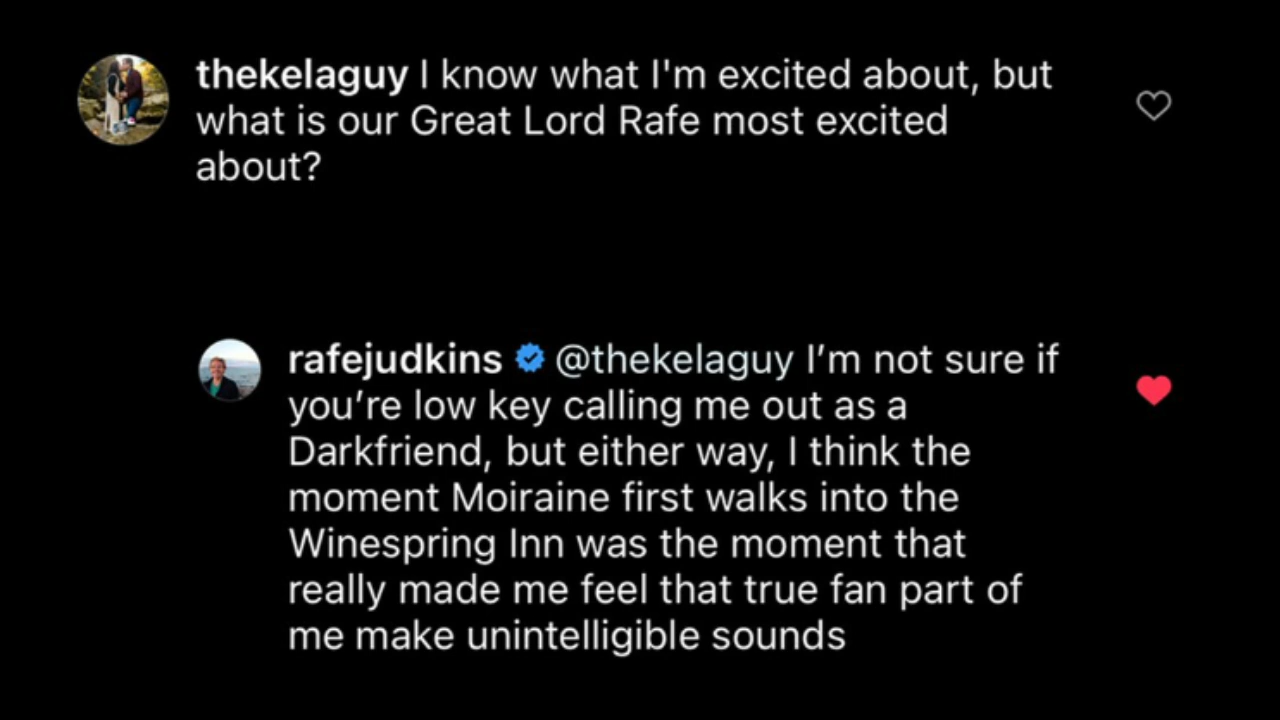 thekelaguy I know what I'm excited about, but
what is our Great Lord Rafe most excited
about?
rafejudkins @thekelaguy I’m not sure if
you’re low key calling me out as a
Darkfriend, but either way, I think the
moment Moiraine first walks into the
Winespring Inn was the moment that
really made me feel that true fan part of
me make unintelligible sounds